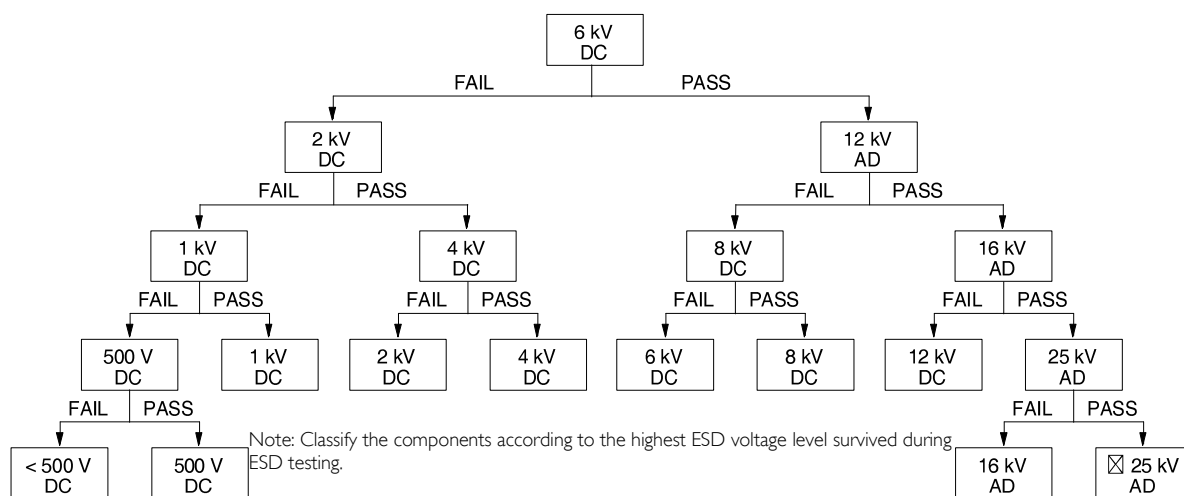 6 kV
DC
FAIL PASS
2 kV
DC
12 kV
AD
FAIL PASS
FAIL PASS
1 kV
DC
4 kV
DC
8 kV
DC
16 kV
AD
FAIL PASS
FAIL PASS
FAIL PASS
FAIL PASS
500 V
DC
1 kV
DC
2 kV
DC
4 kV
DC
6 kV
DC
8 kV
DC
12 kV
DC
25 kV
AD
FAIL PASS
FAIL PASS
Note: Classify the components according to the highest ESD voltage level survived during
ESD testing.
< 500 V
DC
500 V
DC
16 kV
AD
☒ 25 kV
AD